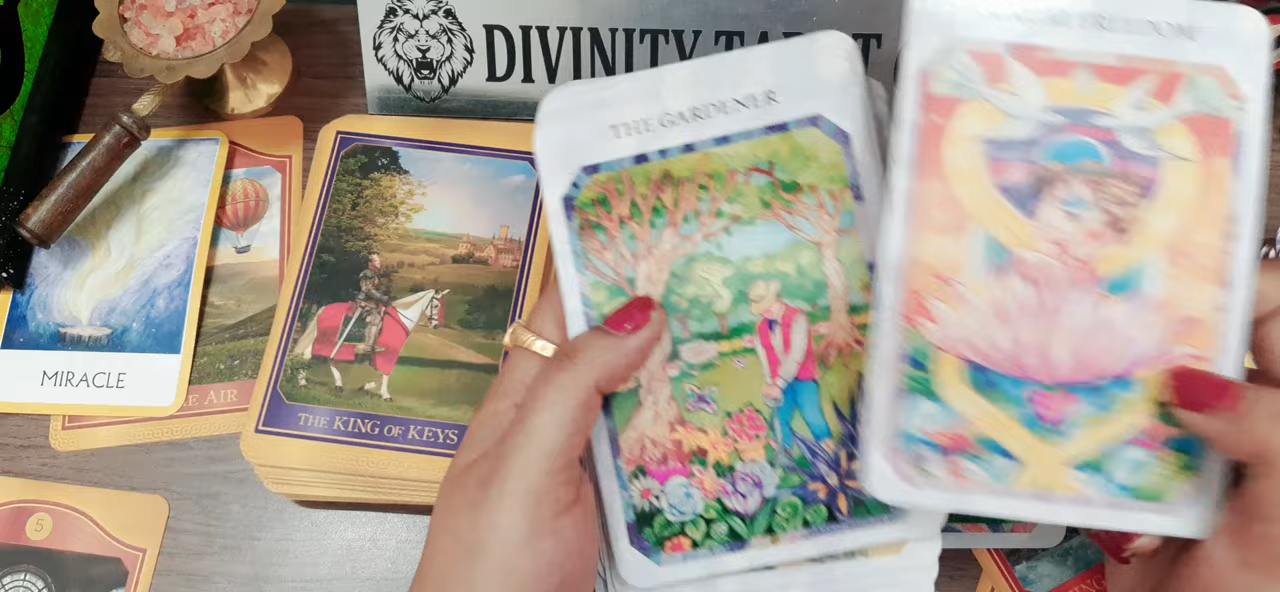 DIVINITY TAROT
THE GARDENER
THE KING OF KEYS
MIRACLE
E AIR
5